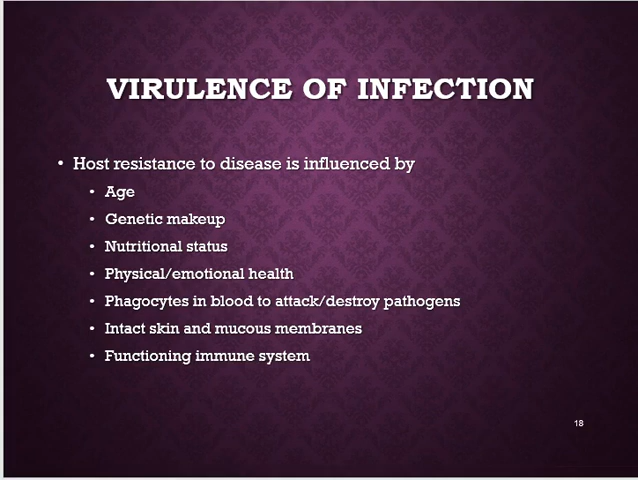 VIRULENCE OF INFECTION
• Host resistance to disease is influenced by
• Age
• Genetic makeup
• Nutritional status
• Physical/emotional health
• Phagocytes in blood to attack/destroy pathogens
• Intact skin and mucous membranes
• Functioning immune system
18